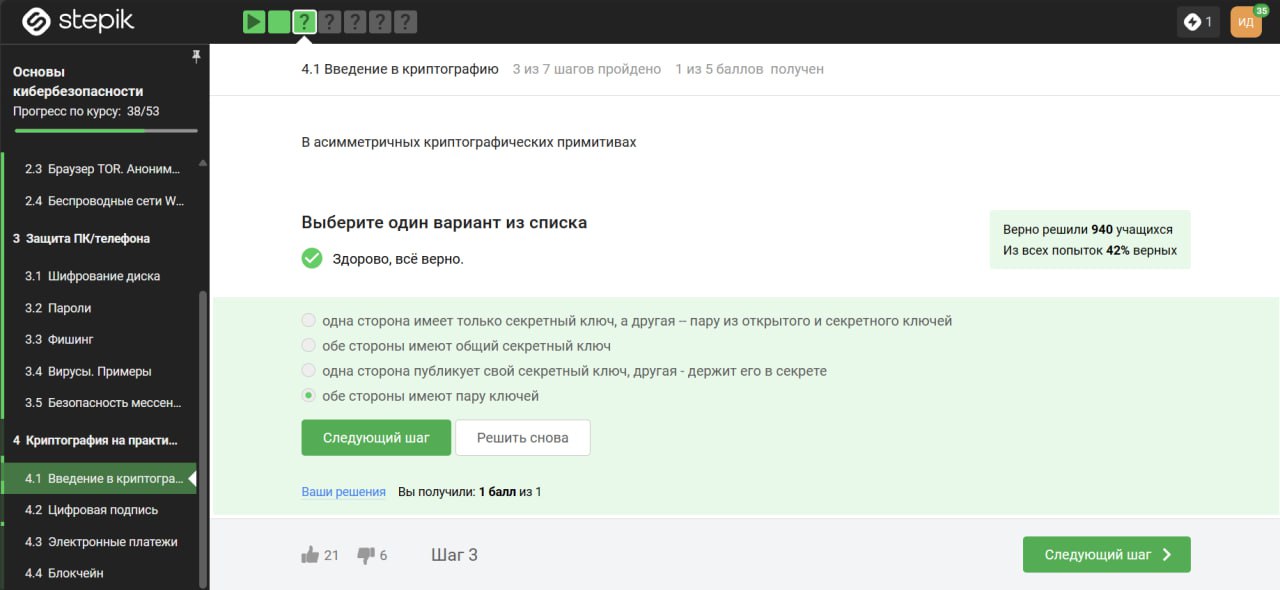 stepik
? ? ? ? ?
1
ИД
35
Основы
кибербезопасности
Прогресс по курсу: 38/53
2.3 Браузер TOR. Аноним...
2.4 Беспроводные сети W...
3 Защита ПК/телефона
3.1 Шифрование диска
3.2 Пароли
3.3 Фишинг
3.4 Вирусы. Примеры
3.5 Безопасность мессен...
4 Криптография на практи...
4.1 Введение в криптогра...
4.2 Цифровая подпись
4.3 Электронные платежи
4.4 Блокчейн
4.1 Введение в криптографию 3 из 7 шагов пройдено 1 из 5 баллов получен
В асимметричных криптографических примитивах
Выберите один вариант из списка
Здорово, всё верно.
Верно решили 940 учащихся
Из всех попыток 42% верных
одна сторона имеет только секретный ключ, а другая – пару из открытого и секретного ключей
обе стороны имеют общий секретный ключ
одна сторона публикует свой секретный ключ, другая - держит его в секрете
обе стороны имеют пару ключей
Следующий шаг
Решить снова
Ваши решения Вы получили: 1 балл из 1
21 6 Шаг 3
Следующий шаг